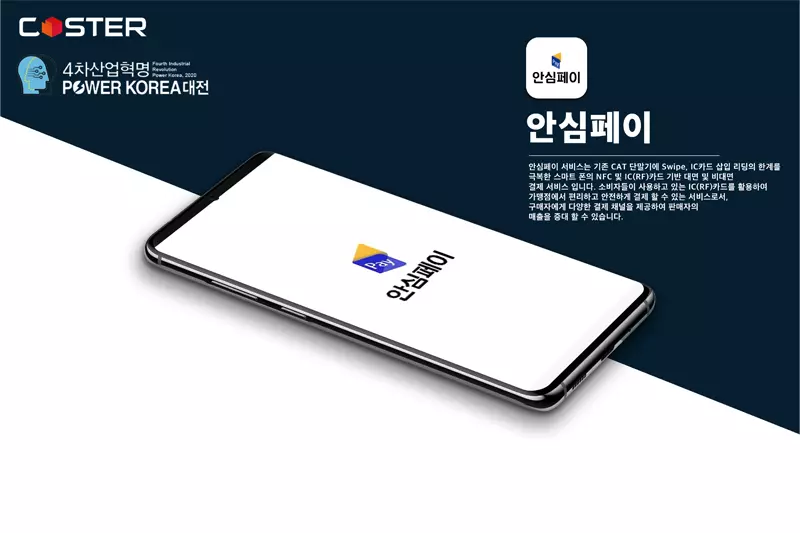 COSTER
4차산업혁명
Fourth Industrial
Revolution
Power Korea, 2020
POWER KOREA대전
Pay
안심페이
안심페이
안심페이 서비스는 기존 CAT 단말기에 Swipe, IC카드 삽입 리딩의 한계를
극복한 스마트 폰의 NFC 및 IC(RF)카드 기반 대면 및 비대면
결제 서비스 입니다. 소비자들이 사용하고 있는 IC(RF)카드를 활용하여
가맹점에서 편리하고 안전하게 결제 할 수 있는 서비스로서,
구매자에게 다양한 결제 채널을 제공하여 판매자의
매출을 증대 할 수 있습니다.
Pay
안심페이